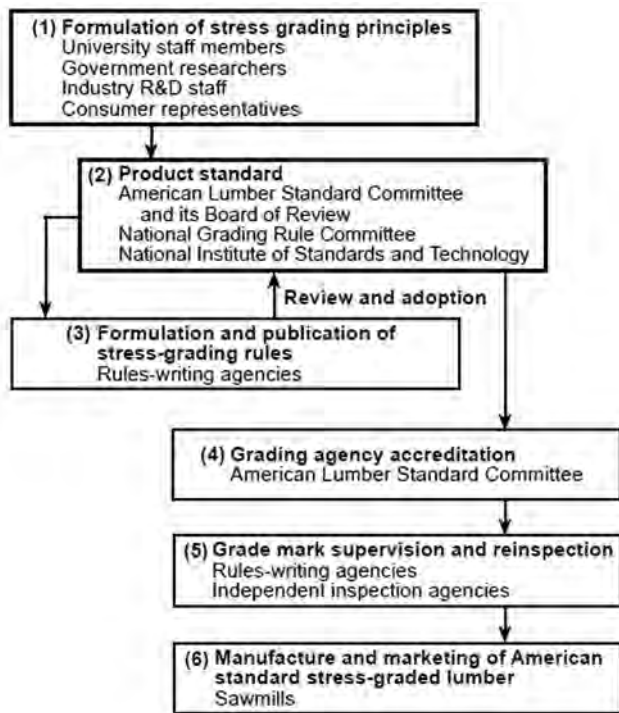 (1) Formulation of stress grading principles
University staff members
Government researchers
Industry R&D staff
Consumer representatives
(2) Product standard
American Lumber Standard Committee
and its Board of Review
National Grading Rule Committee
National Institute of Standards and Technology
Review and adoption
(3) Formulation and publication of
stress-grading rules
Rules-writing agencies
(4) Grading agency accreditation
American Lumber Standard Committee
(5) Grade mark supervision and reinspection
Rules-writing agencies
Independent inspection agencies
(6) Manufacture and marketing of American
standard stress-graded lumber
Sawmills